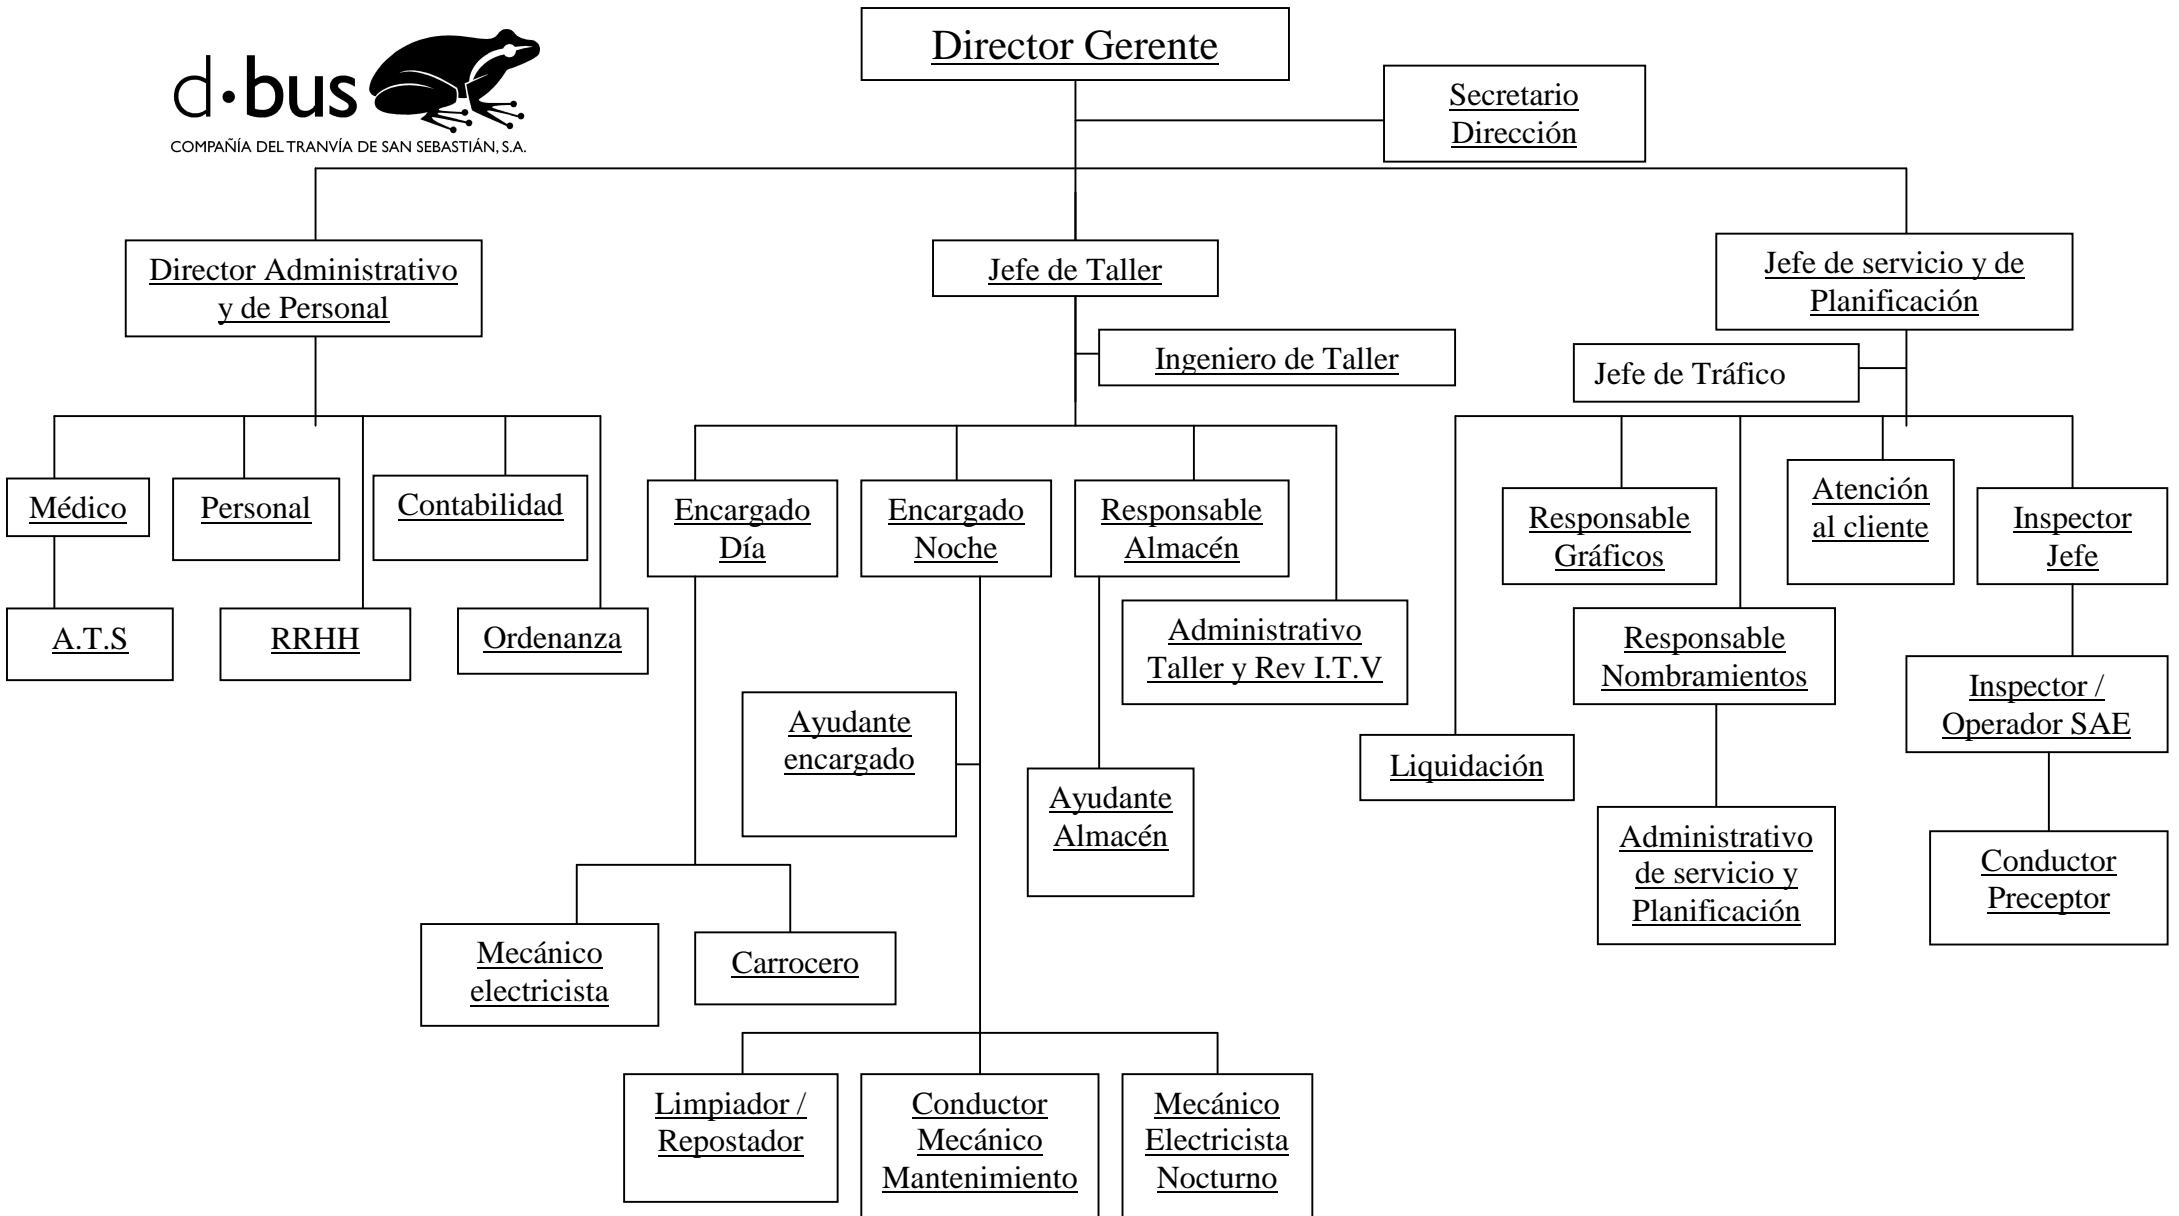 d·bus
COMPAÑÍA DEL TRANVÍA DE SAN SEBASTIÁN, S.A.
Director Gerente
Secretario
Dirección
Director Administrativo
y de Personal
Jefe de Taller
Jefe de servicio y de
Planificación
Ingeniero de Taller
Jefe de Tráfico
Médico
Personal
Contabilidad
A.T.S
RRHH
Ordenanza
Encargado
Día
Encargado
Noche
Responsable
Almacén
Administrativo
Taller y Rev I.T.V
Ayudante
encargado
Ayudante
Almacén
Mecánico
electricista
Carrocero
Limpiador /
Repostador
Conductor
Mecánico
Mantenimiento
Mecánico
Electricista
Nocturno
Responsable
Gráficos
Atención
al cliente
Inspector
Jefe
Responsable
Nombramientos
Inspector /
Operador SAE
Liquidación
Administrativo
de servicio y
Planificación
Conductor
Preceptor